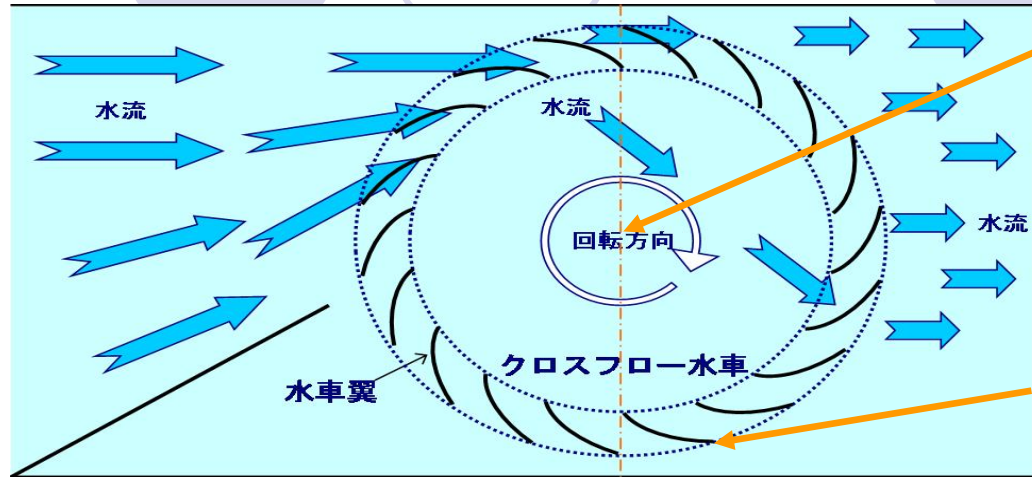 水流
水流
回転方向
水流
クロスフロー水車
水車翼